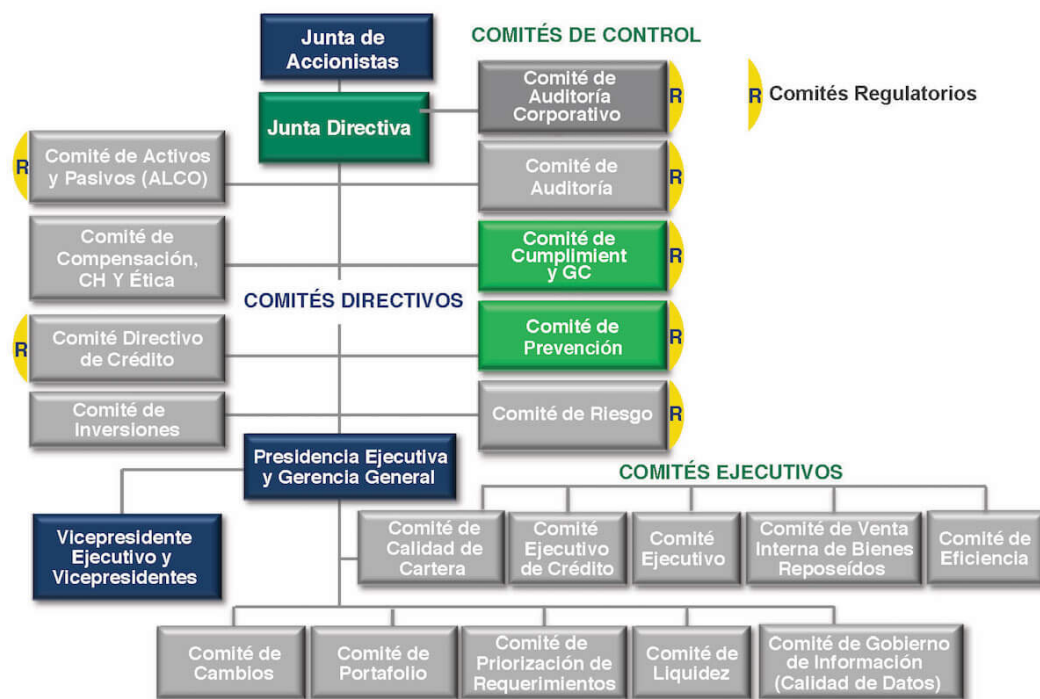 Junta de
Accionistas
COMITÉS DE CONTROL
Junta Directiva
Comité de
Auditoría
Corporativo
R
R
Comités Regulatorios
R
Comité de Activos
y Pasivos (ALCO)
Comité de
Auditoría
R
Comité de
Compensación,
CH Y Ética
Comité de
Cumplimient
y GC
R
COMITÉS DIRECTIVOS
R
Comité Directivo
de Crédito
Comité de
Prevención
R
Comité de
Inversiones
Comité de Riesgo
R
Presidencia Ejecutiva
y Gerencia General
COMITÉS EJECUTIVOS
Vicepresidente
Ejecutivo y
Vicepresidentes
Comité de
Calidad de
Cartera
Comité
Ejecutivo
de Crédito
Comité
Ejecutivo
Comité de Venta
Interna de Bienes
Reposeídos
Comité de
Eficiencia
Comité de
Cambios
Comité de
Portafolio
Comité de
Priorización de
Requerimientos
Comité de
Liquidez
Comité de Gobierno
de Información
(Calidad de Datos)